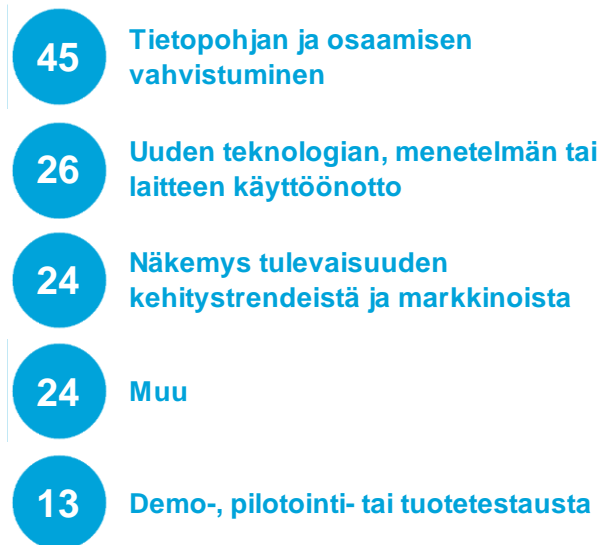 45
Tietopohjan ja osaamisen
vahvistuminen
26
Uuden teknologian, menetelmän tai
laitteen käyttöönotto
24
Näkemys tulevaisuuden
kehitystrendeistä ja markkinoista
24
Muu
13
Demo-, pilotointi- tai tuotetestausta